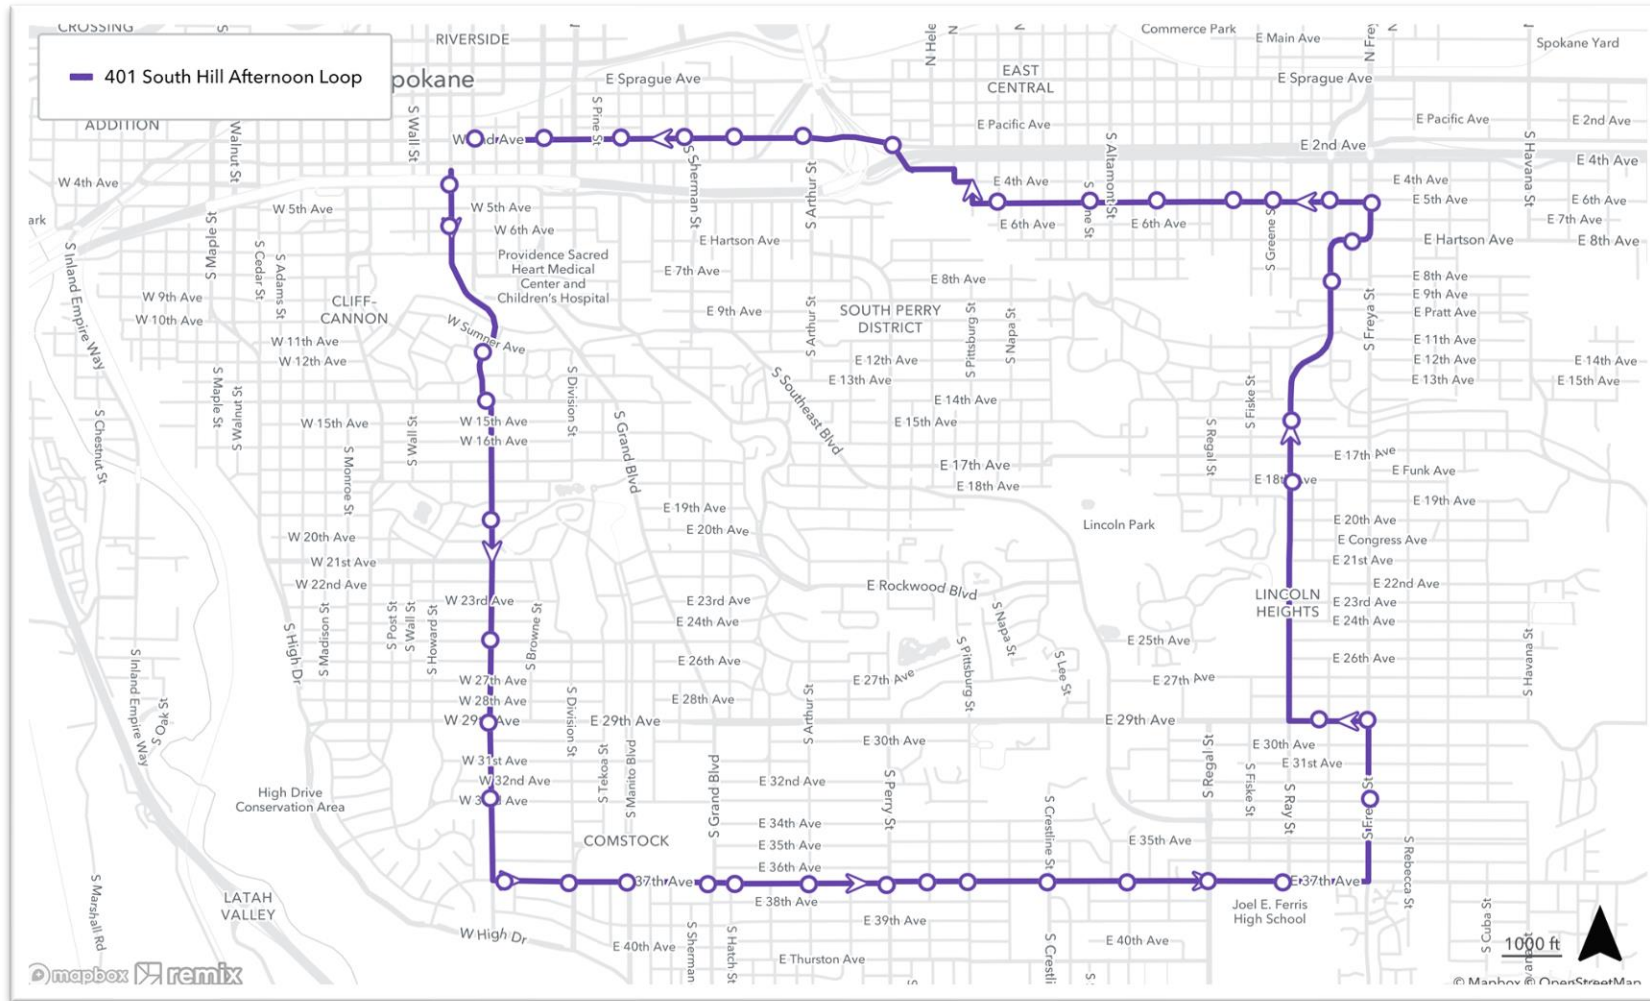 CROSSING
RIVERSIDE
Commerce Park
E Main Ave
Spokane Yard
401 South Hill Afternoon Loop
pokane
E Sprague Ave
EAST
CENTRAL
E Sprague Ave
N Hele
N
N
N Frey
N
S
ADDITION
S Wall St
S Pine St
E Pacific Ave
E Pacific Ave
E 2nd Ave
E 2nd Ave
E 4th Ave
Walnut St
S Sherman St
S Arthur St
S Altamont St
S Havana St
W 4th Ave
E 4th Ave
E 4th Ave
W 5th Ave
W 5th Ave
E 5th Ave
E 6th Ave
ark
W 6th Ave
E 6th Ave
E 6th Ave
E 7th Ave
S Maple St
E Hartson Ave
S Greene S
E Hartson Ave
E 8th Ave
S Inland Empire Way
S Cedar St
S Adams St
Providence Sacred
Heart Medical
Center and
Children's Hospital
E 7th Ave
E 8th Ave
E 8th Ave
W 9th Ave
CLIFF-
CANNON
E 9th Ave
E 9th Ave
W 10th Ave
SOUTH PERRY
DISTRICT
E Pratt Ave
S Arthur St
S Pittsburg St
S Napa St
S Freya St
W Sumner Ave
W 11th Ave
E 11th Ave
W 12th Ave
E 12th Ave
E 12th Ave
E 14th Ave
E 13th Ave
E 13th Ave
E 15th Ave
S Maple St
S Walnut St
S Division St
S Southeast Blvd
E 14th Ave
S Fiske St
S Chestnut St
W 15th Ave
S Wall St
W 15th Ave
S Grand Blvd
E 15th Ave
S Regal St
W 16th Ave
S Monroe St
E 17th Ave
E 17th Ave
E Funk Ave
E 18th Ave
E 19th Ave
E 19th Ave
E 20th Ave
E 20th Ave
Lincoln Park
W 20th Ave
E Congress Ave
W 21st Ave
E 21st Ave
W 22nd Ave
E Rockwood Blvd
E 22nd Ave
W 23rd Ave
E 23rd Ave
LINCOLN
HEIGHTS
E 23rd Ave
E 24th Ave
E 24th Ave
S High Dr
S Madison St
S Post St
S Wall St
S Howard St
S Browne St
S Napa St
S Pittsburg St
S Lee St
E 25th Ave
E 26th Ave
E 26th Ave
S Havana St
S Inland Empire Way
S Oak St
W 27th Ave
E 27th Ave
E 27th Ave
W 28th Ave
E 28th Ave
S Division St
S Arthur St
E 29th Ave
E 29th Ave
E 30th Ave
E 30th Ave
W 31st Ave
E 31st Ave
W 32nd Ave
E 32nd Ave
S Tekoa St
S Manito Blvd
S Grand Blvd
S Perry St
S Crestline St
S Regal St
S Fiske St
S Ray St
High Drive
Conservation Area
E 34th Ave
COMSTOCK
E 35th Ave
E 35th Ave
S Rebecca St
E 36th Ave
37th Ave
E 37th Ave
S Marshall Rd
LATAH
VALLEY
E 38th Ave
Joel E. Ferris
High School
E 39th Ave
W High Dr
E 40th Ave
S Sherman
S Hatch St
S Crestli
E 40th Ave
S Cuba St
E Thurston Ave
S
S
1000 ft
mapbox remix
© Mapbox © OpenStreetMap